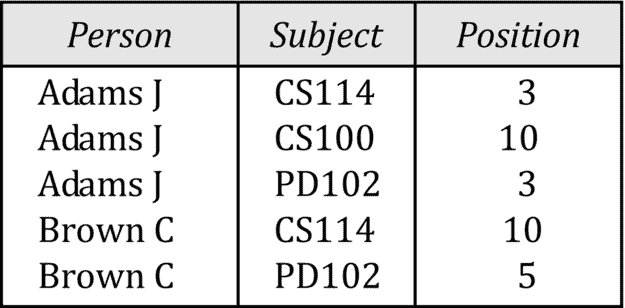 Person Subject Position
Adams J CS114 3
Adams J CS100 10
Adams J PD102 3
Brown C CS114 10
Brown C PD102 5